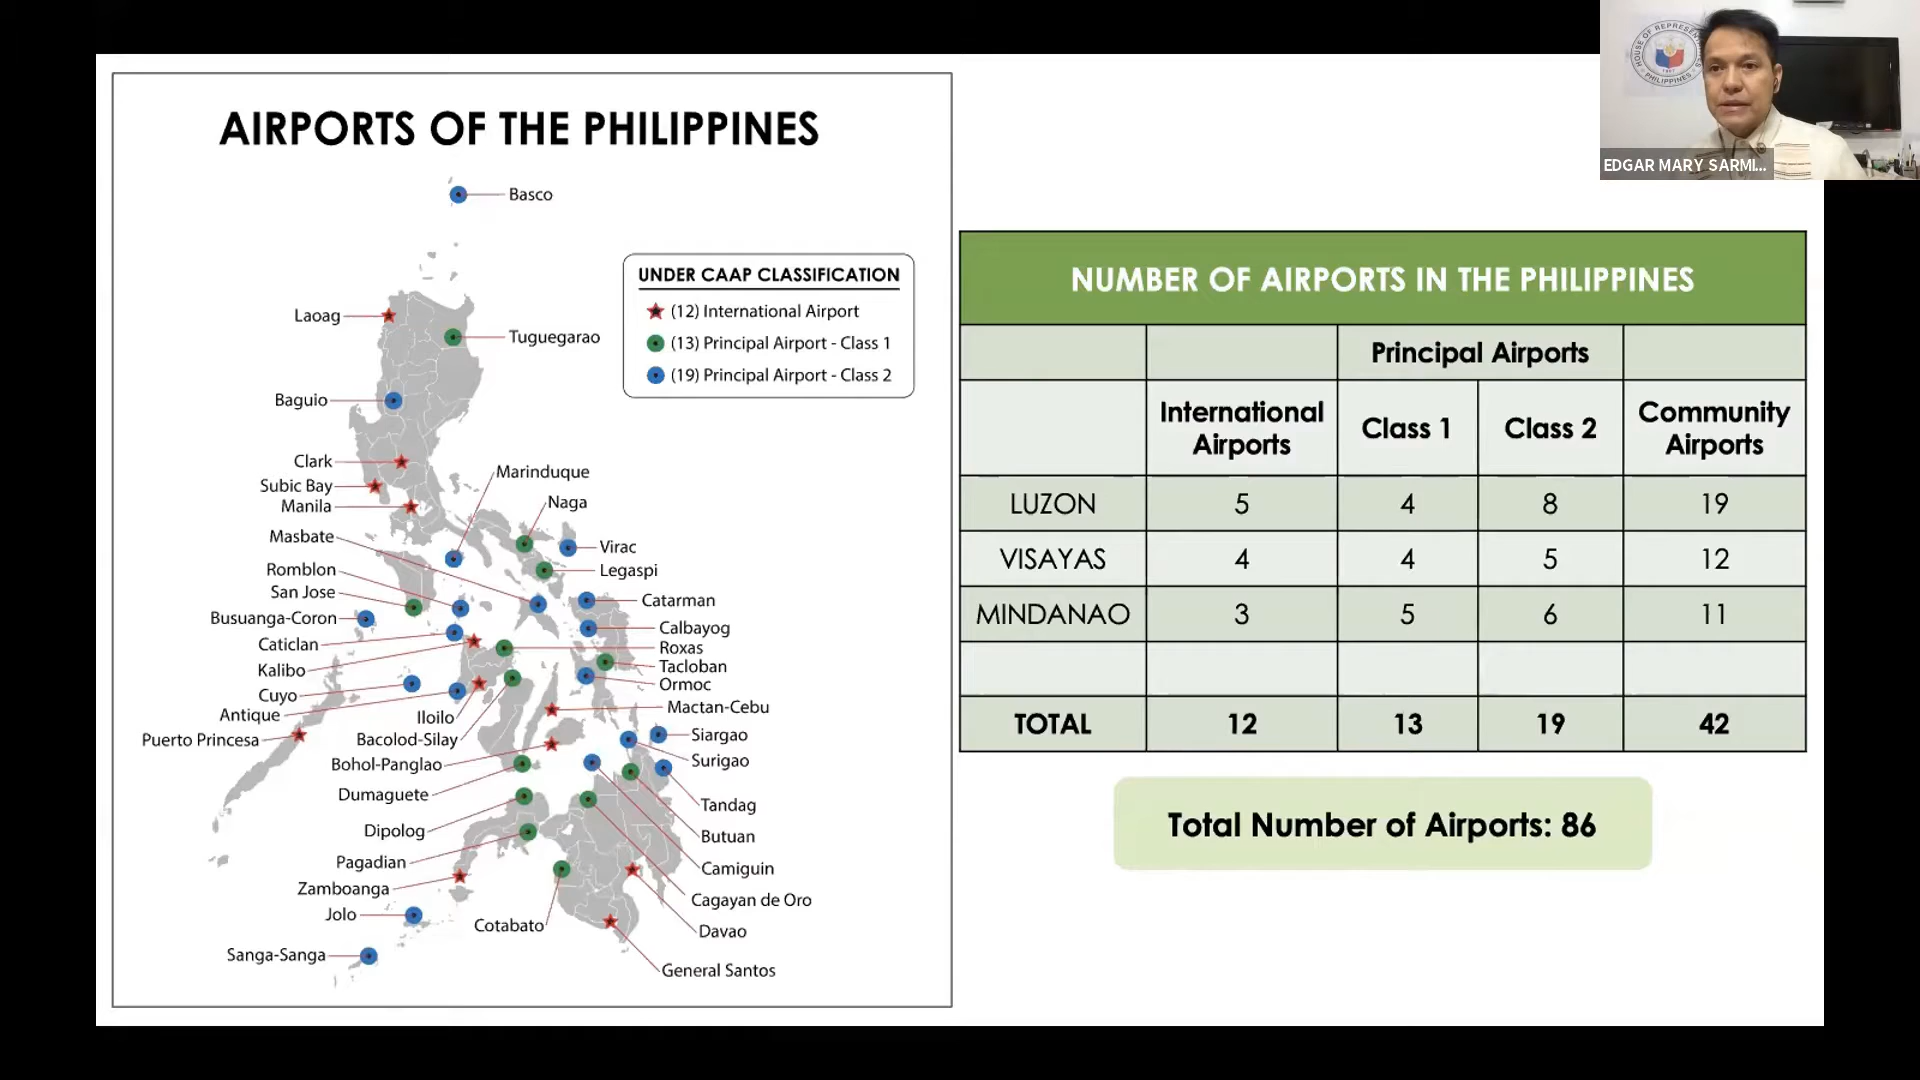 AIRPORTS OF THE PHILIPPINES
Basco
UNDER CAAP CLASSIFICATION
(12) International Airport
(13) Principal Airport - Class 1
(19) Principal Airport - Class 2
Laoag
Tuguegarao
Baguio
Clark
Subic Bay
Manila
Marinduque
Naga
Masbate
Virac
Romblon
Legaspi
San Jose
Catarman
Busuanga-Coron
Calbayog
Caticlan
Roxas
Kalibo
Tacloban
Cuyo
Ormoc
Antique
Mactan-Cebu
Iloilo
Siargao
Puerto Princesa
Bacolod-Silay
Surigao
Bohol-Panglao
Dumaguete
Tandag
Dipolog
Butuan
Pagadian
Camiguin
Zamboanga
Cagayan de Oro
Jolo
Cotabato
Davao
Sanga-Sanga
General Santos
HOUSE OF REPRESENTATIVES
1907
PHILIPPINES
EDGAR MARY SARMI...
NUMBER OF AIRPORTS IN THE PHILIPPINES
Principal Airports
International Airports Class 1 Class 2 Community Airports
LUZON 5 4 8 19
VISAYAS 4 4 5 12
MINDANAO 3 5 6 11
TOTAL 12 13 19 42
Total Number of Airports: 86